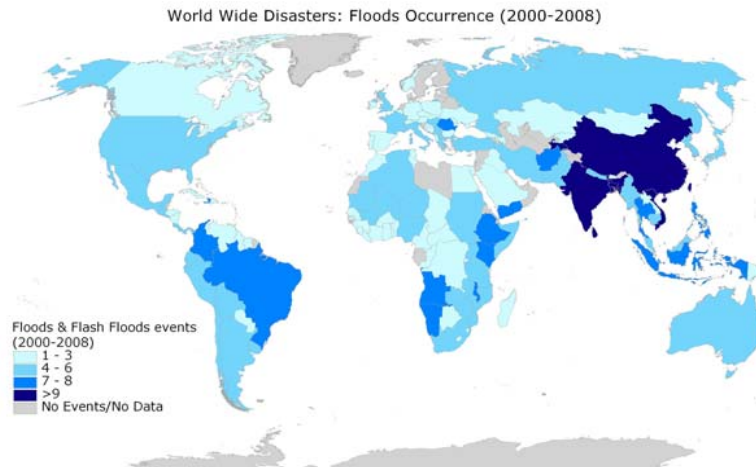 World Wide Disasters: Floods Occurrence (2000-2008)
Floods & Flash Floods events
(2000-2008)
1 - 3
4 - 6
7 - 8
>9
No Events/No Data